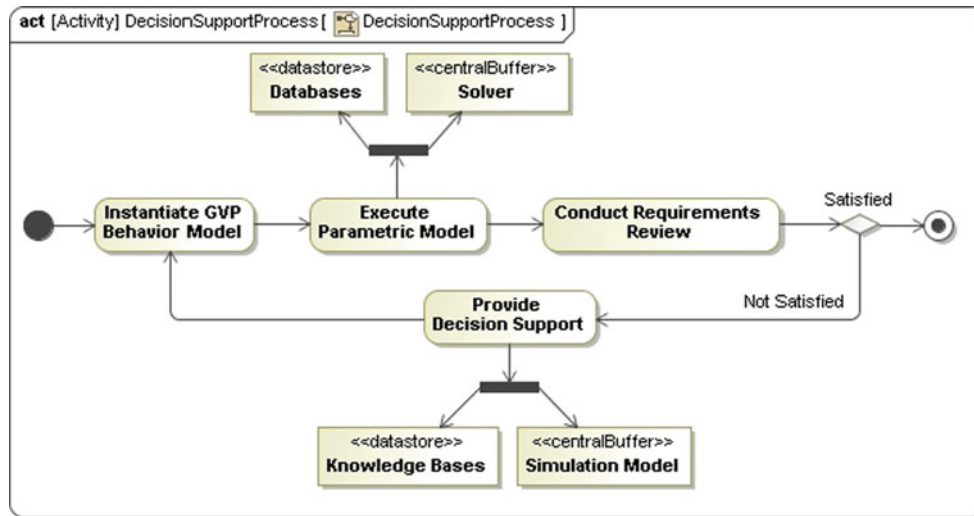 act [Activity] DecisionSupportProcess [ DecisionSupportProcess ]
<<datastore>>
Databases
<<centralBuffer>>
Solver
Instantiate GVP
Behavior Model
Execute
Parametric Model
Conduct Requirements
Review
Satisfied
Not Satisfied
Provide
Decision Support
<<datastore>>
Knowledge Bases
<<centralBuffer>>
Simulation Model